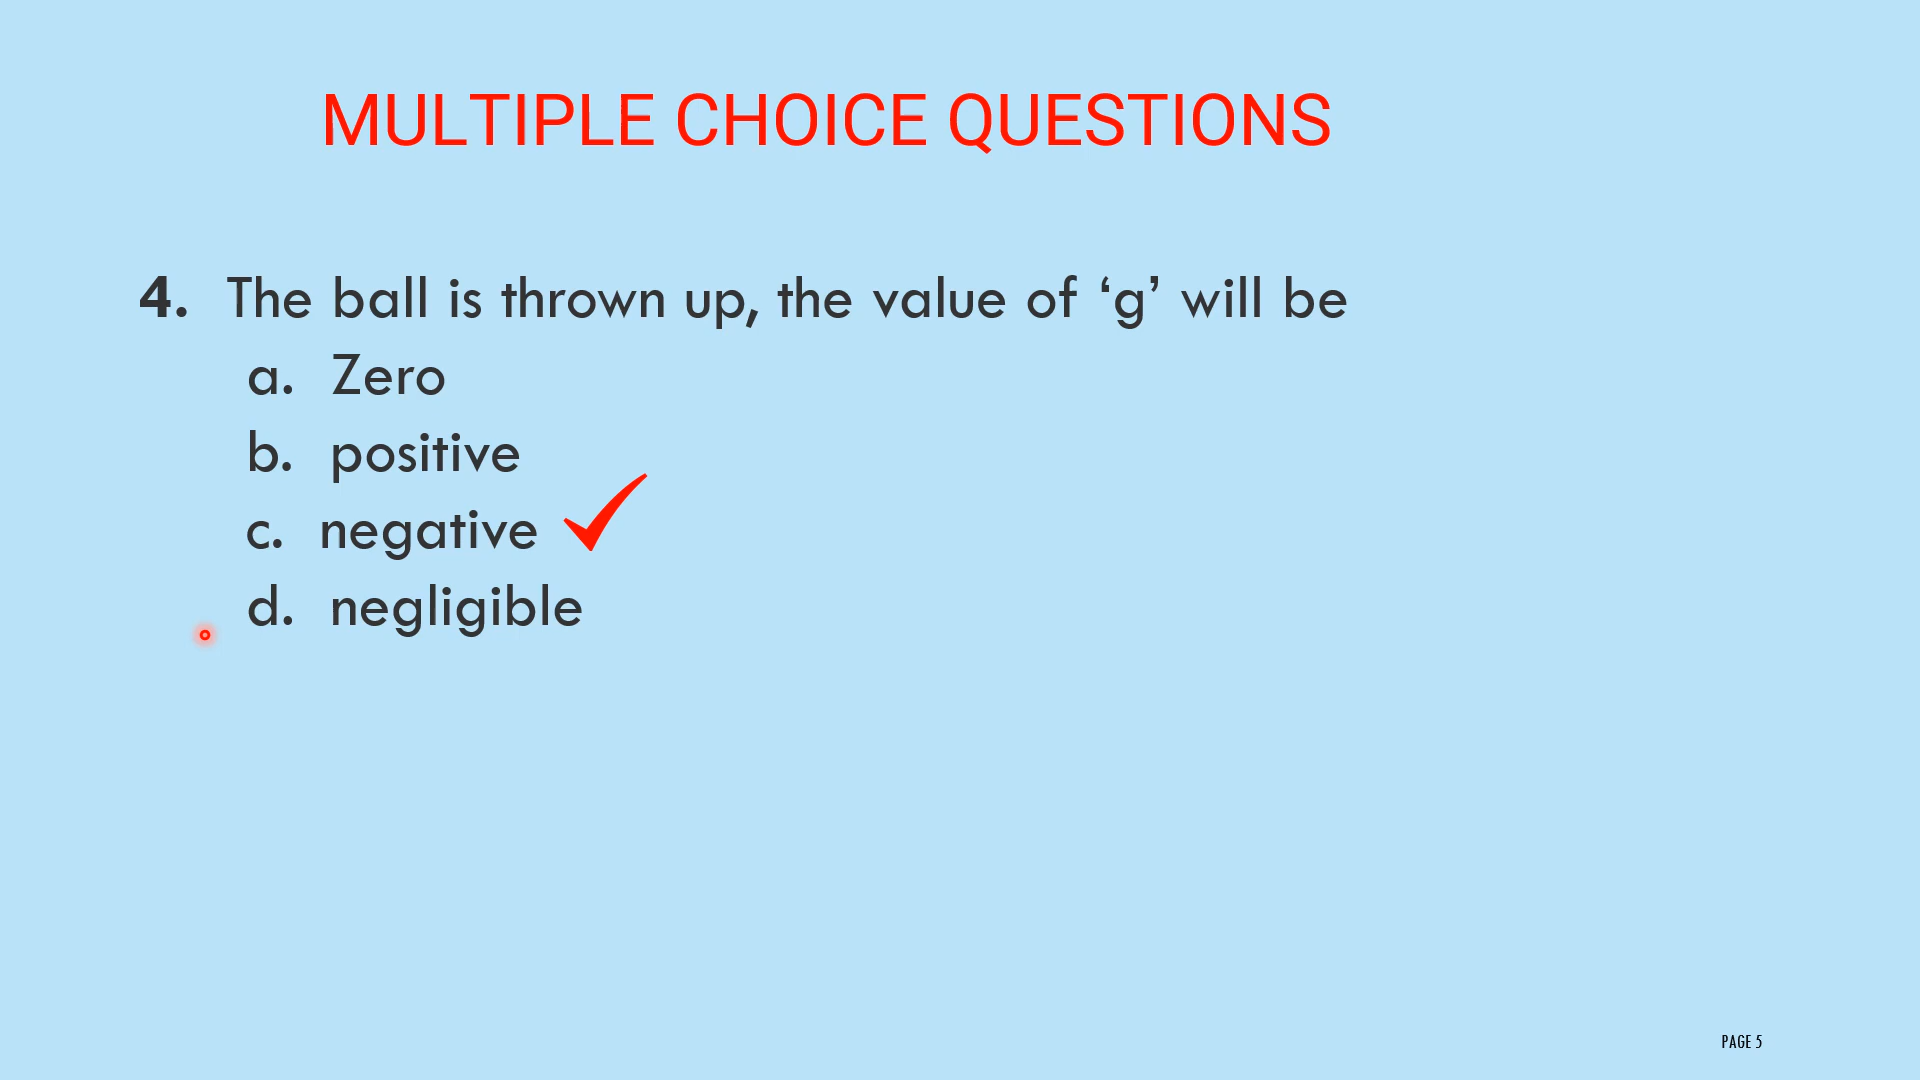 MULTIPLE CHOICE QUESTIONS
4. The ball is thrown up, the value of ‘g’ will be
a. Zero
b. positive
c. negative
d. negligible
PAGE 5